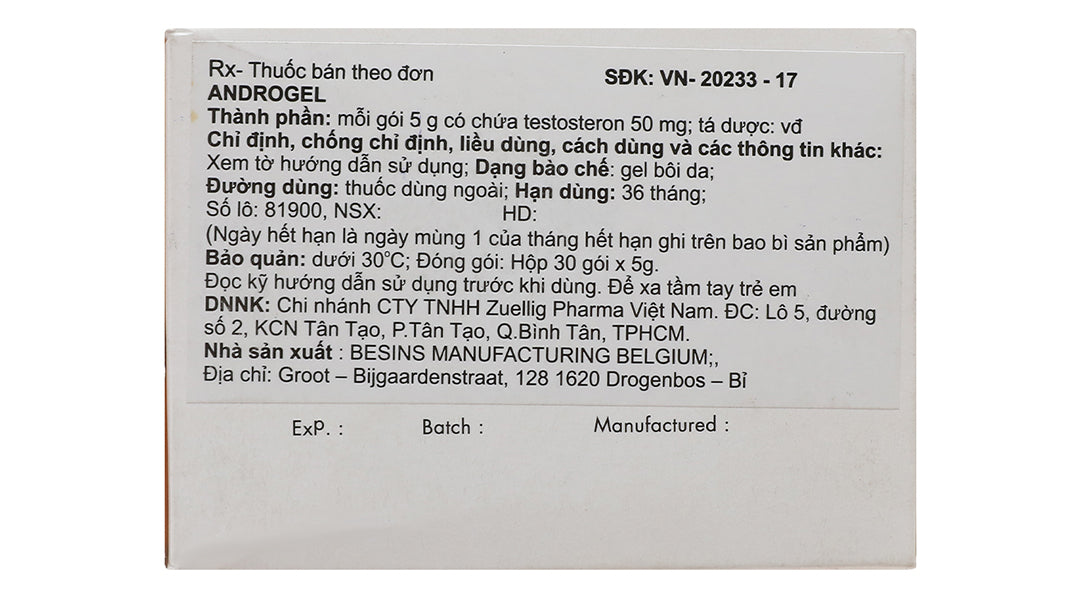 Rx- Thuốc bán theo đơn SĐK: VN- 20233 - 17
ANDROGEL
Thành phần: mỗi gói 5 g có chứa testosteron 50 mg; tá dược: vđ
Chỉ định, chống chỉ định, liều dùng, cách dùng và các thông tin khác:
Xem tờ hướng dẫn sử dụng; Dạng bào chế: gel bôi da;
Đường dùng: thuốc dùng ngoài; Hạn dùng: 36 tháng;
Số lô: 81900, NSX: HD:
(Ngày hết hạn là ngày mùng 1 của tháng hết hạn ghi trên bao bì sản phẩm)
Bảo quản: dưới 30°C; Đóng gói: Hộp 30 gói x 5g.
Đọc kỹ hướng dẫn sử dụng trước khi dùng. Để xa tầm tay trẻ em
DNNK: Chi nhánh CTY TNHH Zuellig Pharma Việt Nam. ĐC: Lô 5, đường
số 2, KCN Tân Tạo, P.Tân Tạo, Q.Bình Tân, TPHCM.
Nhà sản xuất : BESINS MANUFACTURING BELGIUM;,
Địa chỉ: Groot – Bijgaardenstraat, 128 1620 Drogenbos – Bỉ
Exp. : Batch : Manufactured :